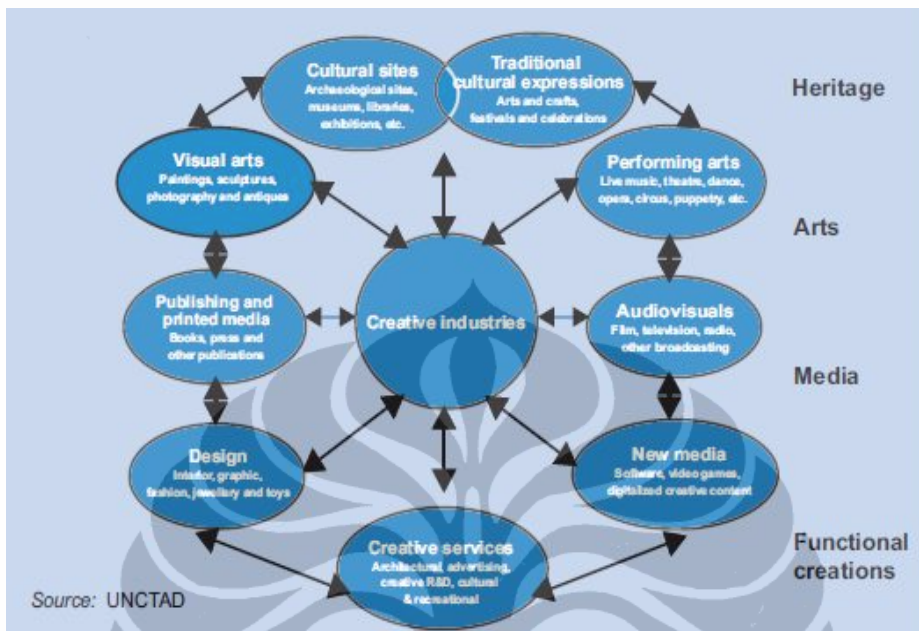 Cultural sites
Archaeological sites,
museums, libraries,
exhibitions, etc.
Traditional
cultural expressions
Arts and crafts,
festivals and celebrations
Heritage
Visual arts
Paintings, sculptures,
photography and antiques
Performing arts
Live music, theatre, dance,
opera, circus, puppetry, etc.
Arts
Publishing and
printed media
Books, press and
other publications
Creative industries
Audiovisuals
Film, television, radio,
other broadcasting
Media
Design
Interior, graphic,
fashion, jewellery and toys
New media
Software, video games,
digitalized creative content
Creative services
Architectural, advertising,
creative R&D, cultural
& recreational
Functional
creations
Source: UNCTAD